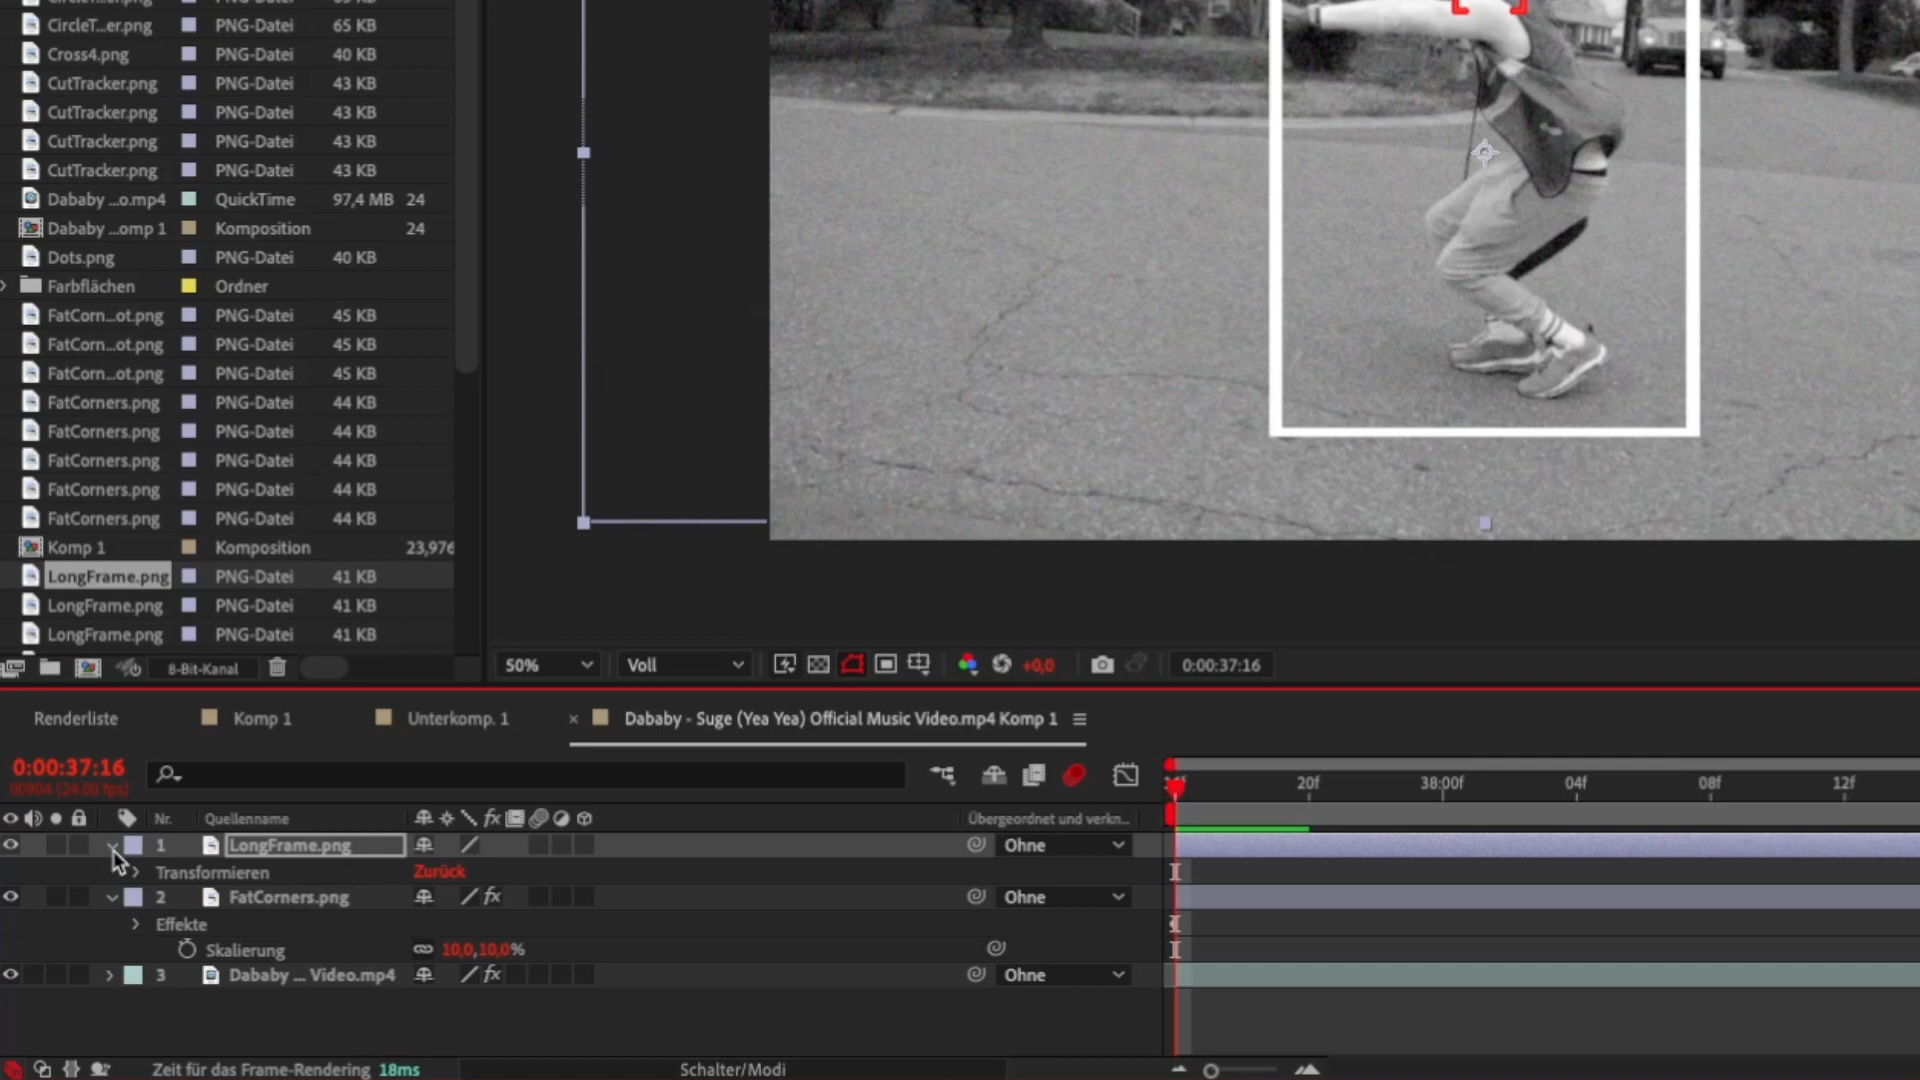 CircleT...er.png PNG-Datei 65 KB
Cross4.png PNG-Datei 40 KB
CutTracker.png PNG-Datei 43 KB
CutTracker.png PNG-Datei 43 KB
CutTracker.png PNG-Datei 43 KB
CutTracker.png PNG-Datei 43 KB
Dababy ...o.mp4 QuickTime 97,4 MB 24
Dababy ...omp 1 Komposition 24
Dots.png PNG-Datei 40 KB
Farbflächen Ordner
FatCorn...ot.png PNG-Datei 45 KB
FatCorn...ot.png PNG-Datei 45 KB
FatCorn...ot.png PNG-Datei 45 KB
FatCorners.png PNG-Datei 44 KB
FatCorners.png PNG-Datei 44 KB
FatCorners.png PNG-Datei 44 KB
FatCorners.png PNG-Datei 44 KB
FatCorners.png PNG-Datei 44 KB
Komp 1 Komposition 23,976
LongFrame.png PNG-Datei 41 KB
LongFrame.png PNG-Datei 41 KB
LongFrame.png PNG-Datei 41 KB
8-Bit-Kanal 50% Voll +0,0 0:00:37:16
Renderliste Komp 1 Unterkomp. 1 × Dababy - Suge (Yea Yea) Official Music Video.mp4 Komp 1
0:00:37:16
00904 (24.00 fps)
20f 38:00f 04f 08f 12f
Nr. Quellenname fx Übergeordnet und verkn...
1 LongFrame.png Ohne
Transformieren Zurück
2 FatCorners.png fx Ohne
Effekte
Skalierung 10,0,10,0%
3 Dababy ... Video.mp4 fx Ohne
Zeit für das Frame-Rendering 18ms Schalter/Modi